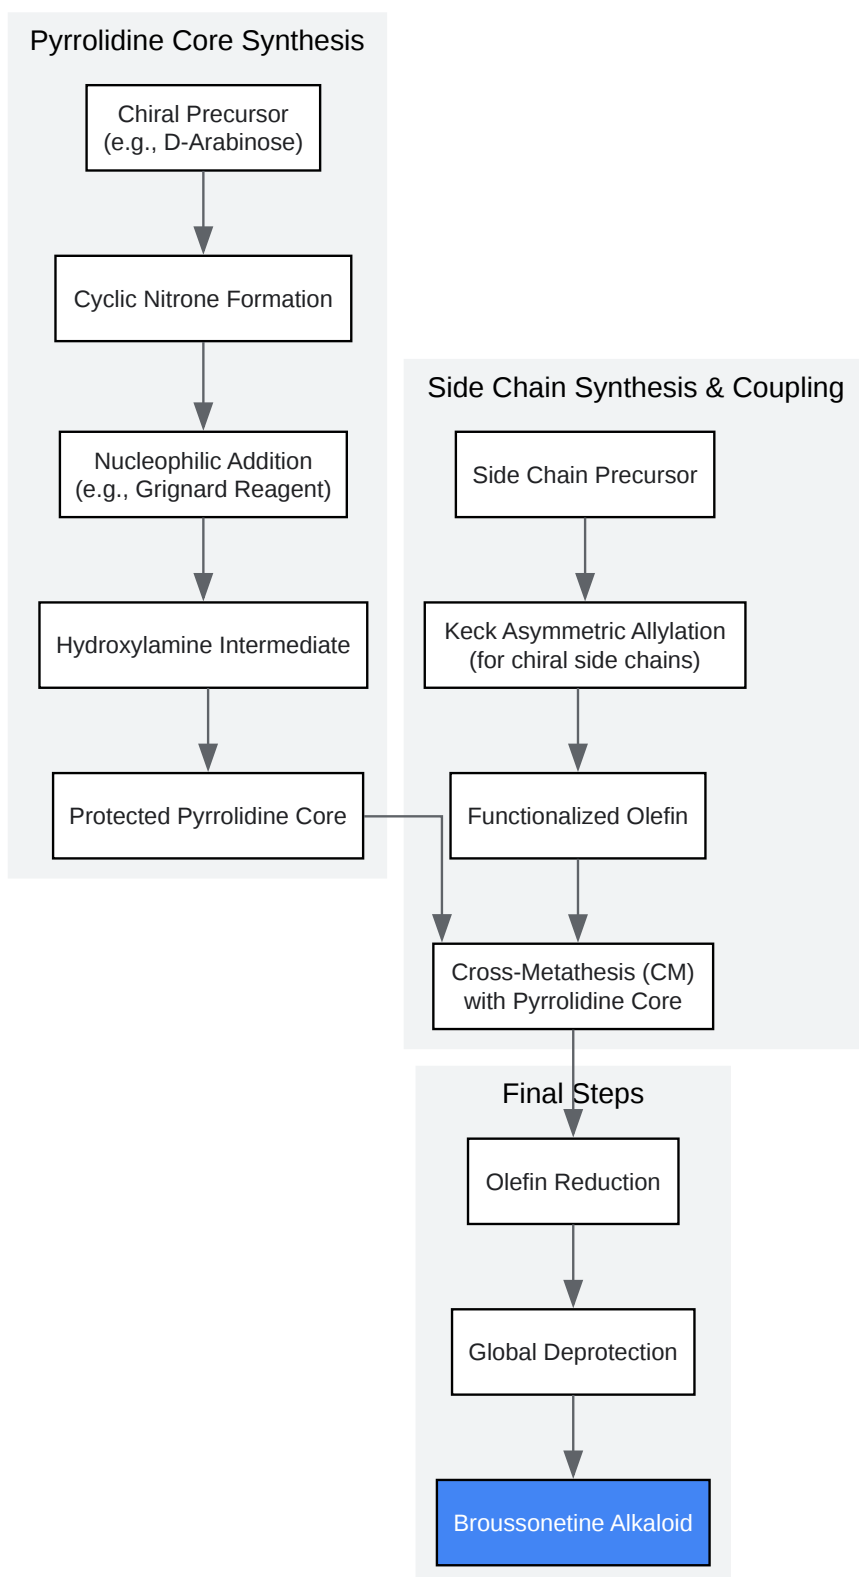 Pyrrolidine Core Synthesis
Chiral Precursor
(e.g., D-Arabinose)
Cyclic Nitrone Formation
Nucleophilic Addition
(e.g., Grignard Reagent)
Hydroxylamine Intermediate
Protected Pyrrolidine Core
Side Chain Synthesis & Coupling
Side Chain Precursor
Keck Asymmetric Allylation
(for chiral side chains)
Functionalized Olefin
Cross-Metathesis (CM)
with Pyrrolidine Core
Final Steps
Olefin Reduction
Global Deprotection
Broussonetine Alkaloid